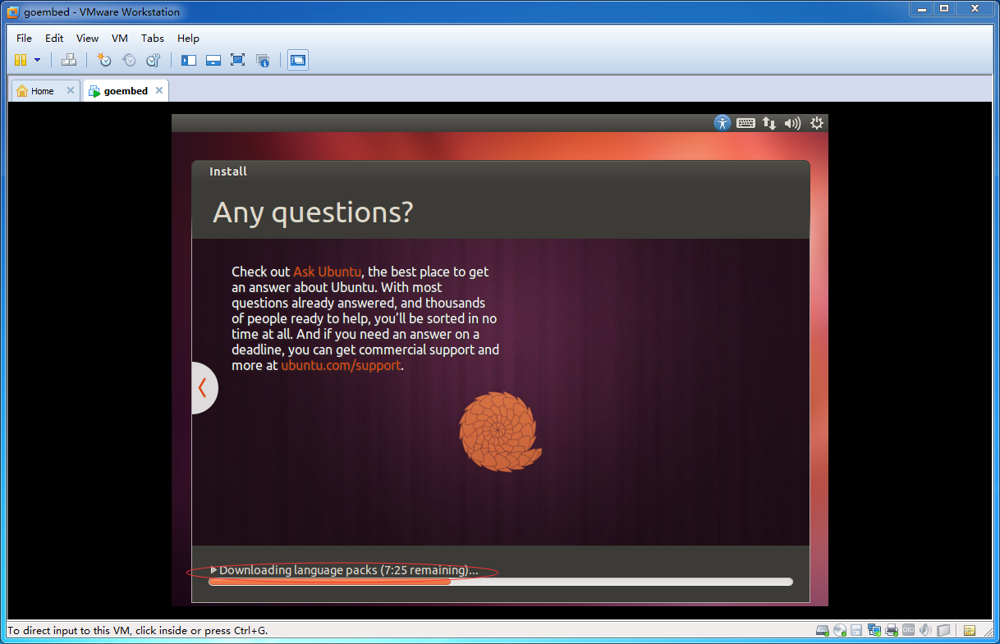 goembed - VMware Workstation
File Edit View VM Tabs Help
Home goembed
Install
Any questions?
Check out Ask Ubuntu, the best place to get
an answer about Ubuntu. With most
questions already answered, and thousands
of people ready to help, you’ll be sorted in no
time at all. And if you need an answer on a
deadline, you can get commercial support and
more at ubuntu.com/support.
Downloading language packs (7:25 remaining)...
To direct input to this VM, click inside or press Ctrl+G.